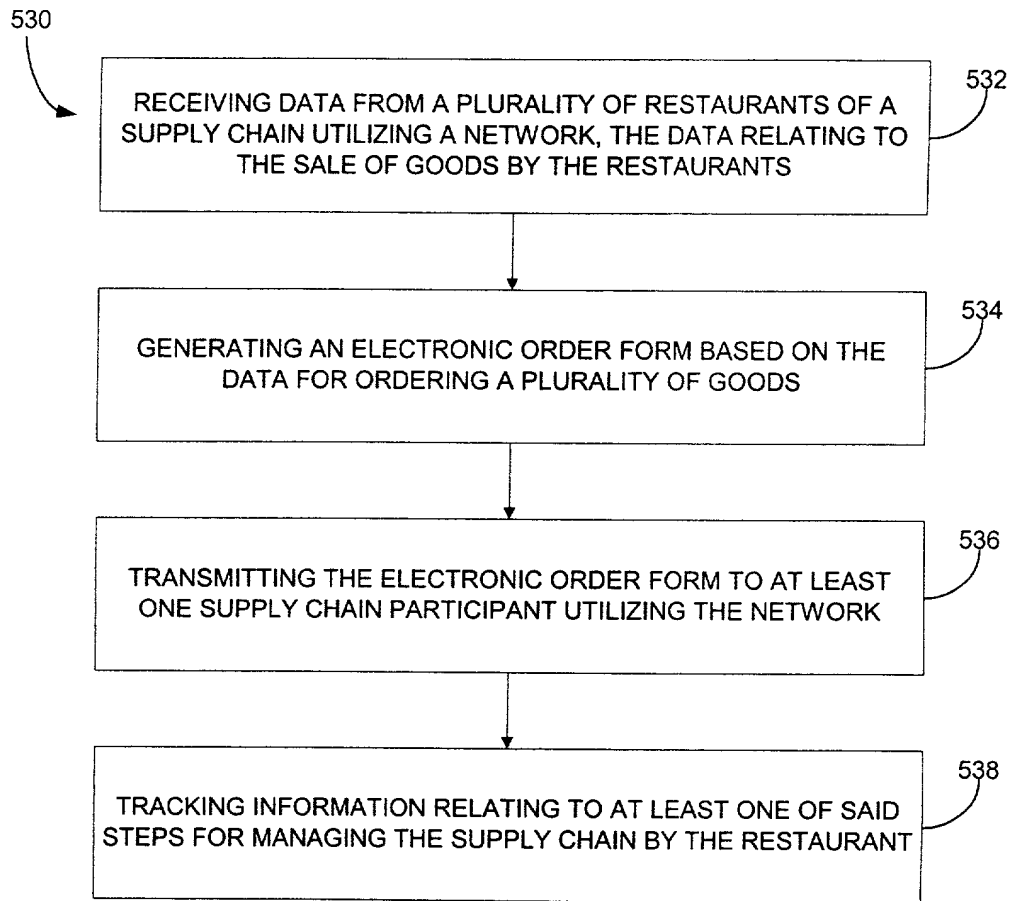 530
532
RECEIVING DATA FROM A PLURALITY OF RESTAURANTS OF A
SUPPLY CHAIN UTILIZING A NETWORK, THE DATA RELATING TO
THE SALE OF GOODS BY THE RESTAURANTS
534
GENERATING AN ELECTRONIC ORDER FORM BASED ON THE
DATA FOR ORDERING A PLURALITY OF GOODS
536
TRANSMITTING THE ELECTRONIC ORDER FORM TO AT LEAST
ONE SUPPLY CHAIN PARTICIPANT UTILIZING THE NETWORK
538
TRACKING INFORMATION RELATING TO AT LEAST ONE OF SAID
STEPS FOR MANAGING THE SUPPLY CHAIN BY THE RESTAURANT